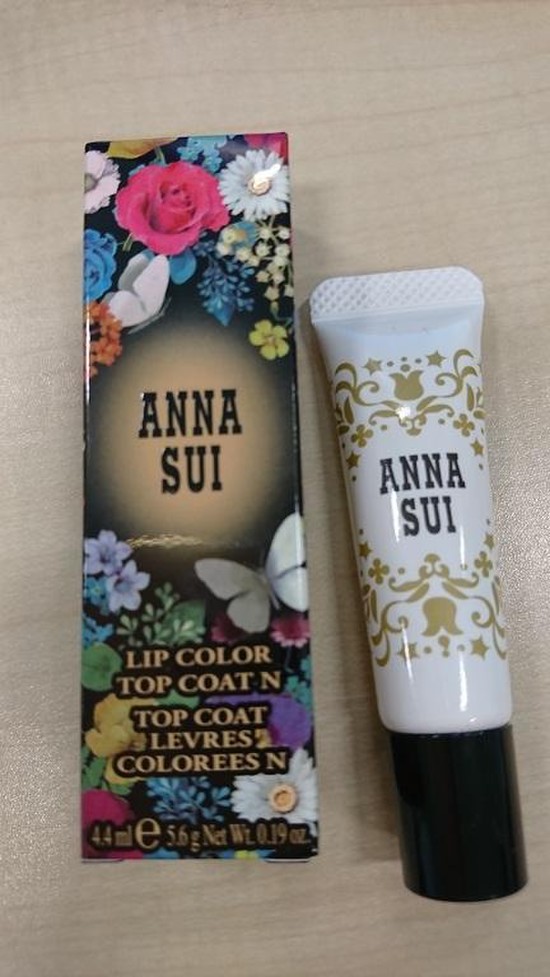 ANNA
SUI
LIP COLOR
TOP COAT N
TOP COAT
LEVRES
COLOREES N
4.4 ml e 5.6 g Net Wt. 0.19 oz.
ANNA
SUI